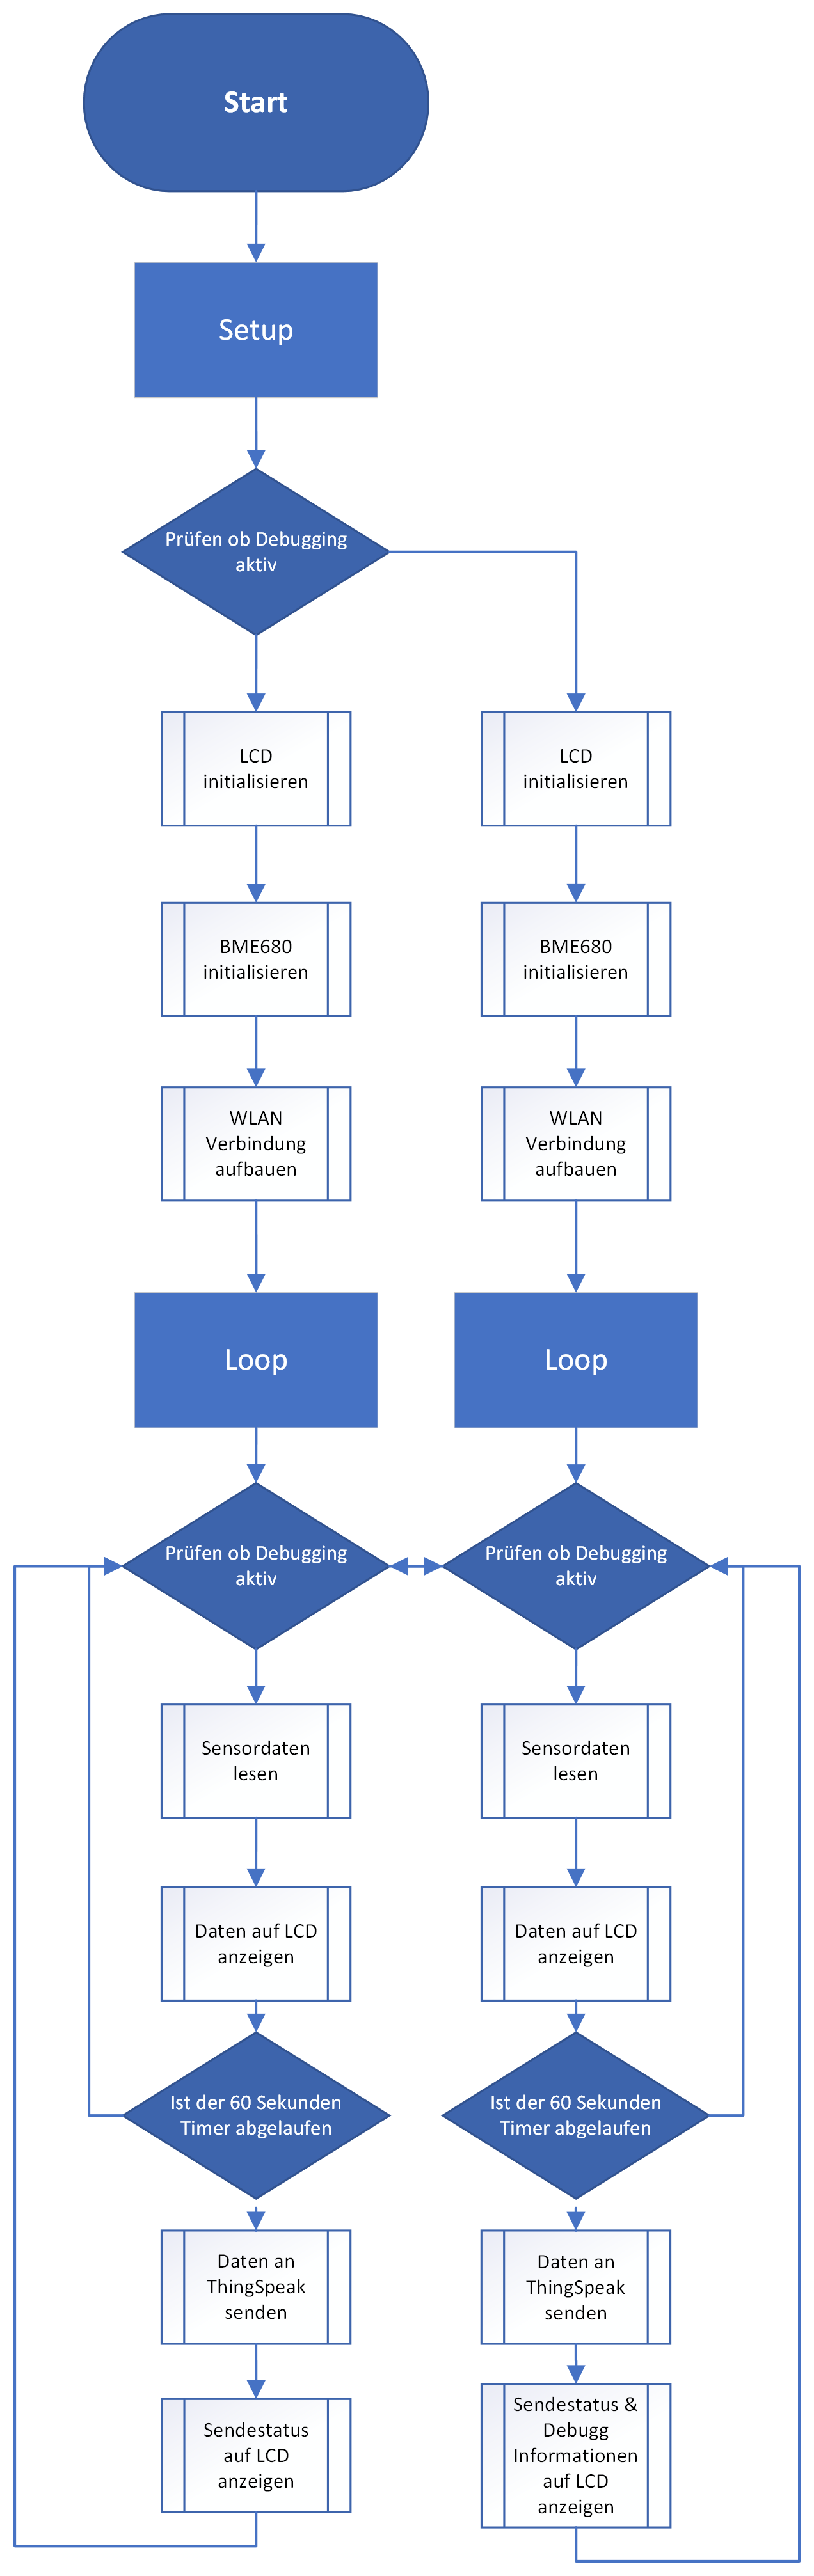 Start
Setup
Prüfen ob Debugging
aktiv
LCD
initialisieren
LCD
initialisieren
BME680
initialisieren
BME680
initialisieren
WLAN
Verbindung
aufbauen
WLAN
Verbindung
aufbauen
Loop
Loop
Prüfen ob Debugging
aktiv
Prüfen ob Debugging
aktiv
Sensordaten
lesen
Sensordaten
lesen
Daten auf LCD
anzeigen
Daten auf LCD
anzeigen
Ist der 60 Sekunden
Timer abgelaufen
Ist der 60 Sekunden
Timer abgelaufen
Daten an
ThingSpeak
senden
Daten an
ThingSpeak
senden
Sendestatus
auf LCD
anzeigen
Sendestatus &
Debugg
Informationen
auf LCD
anzeigen